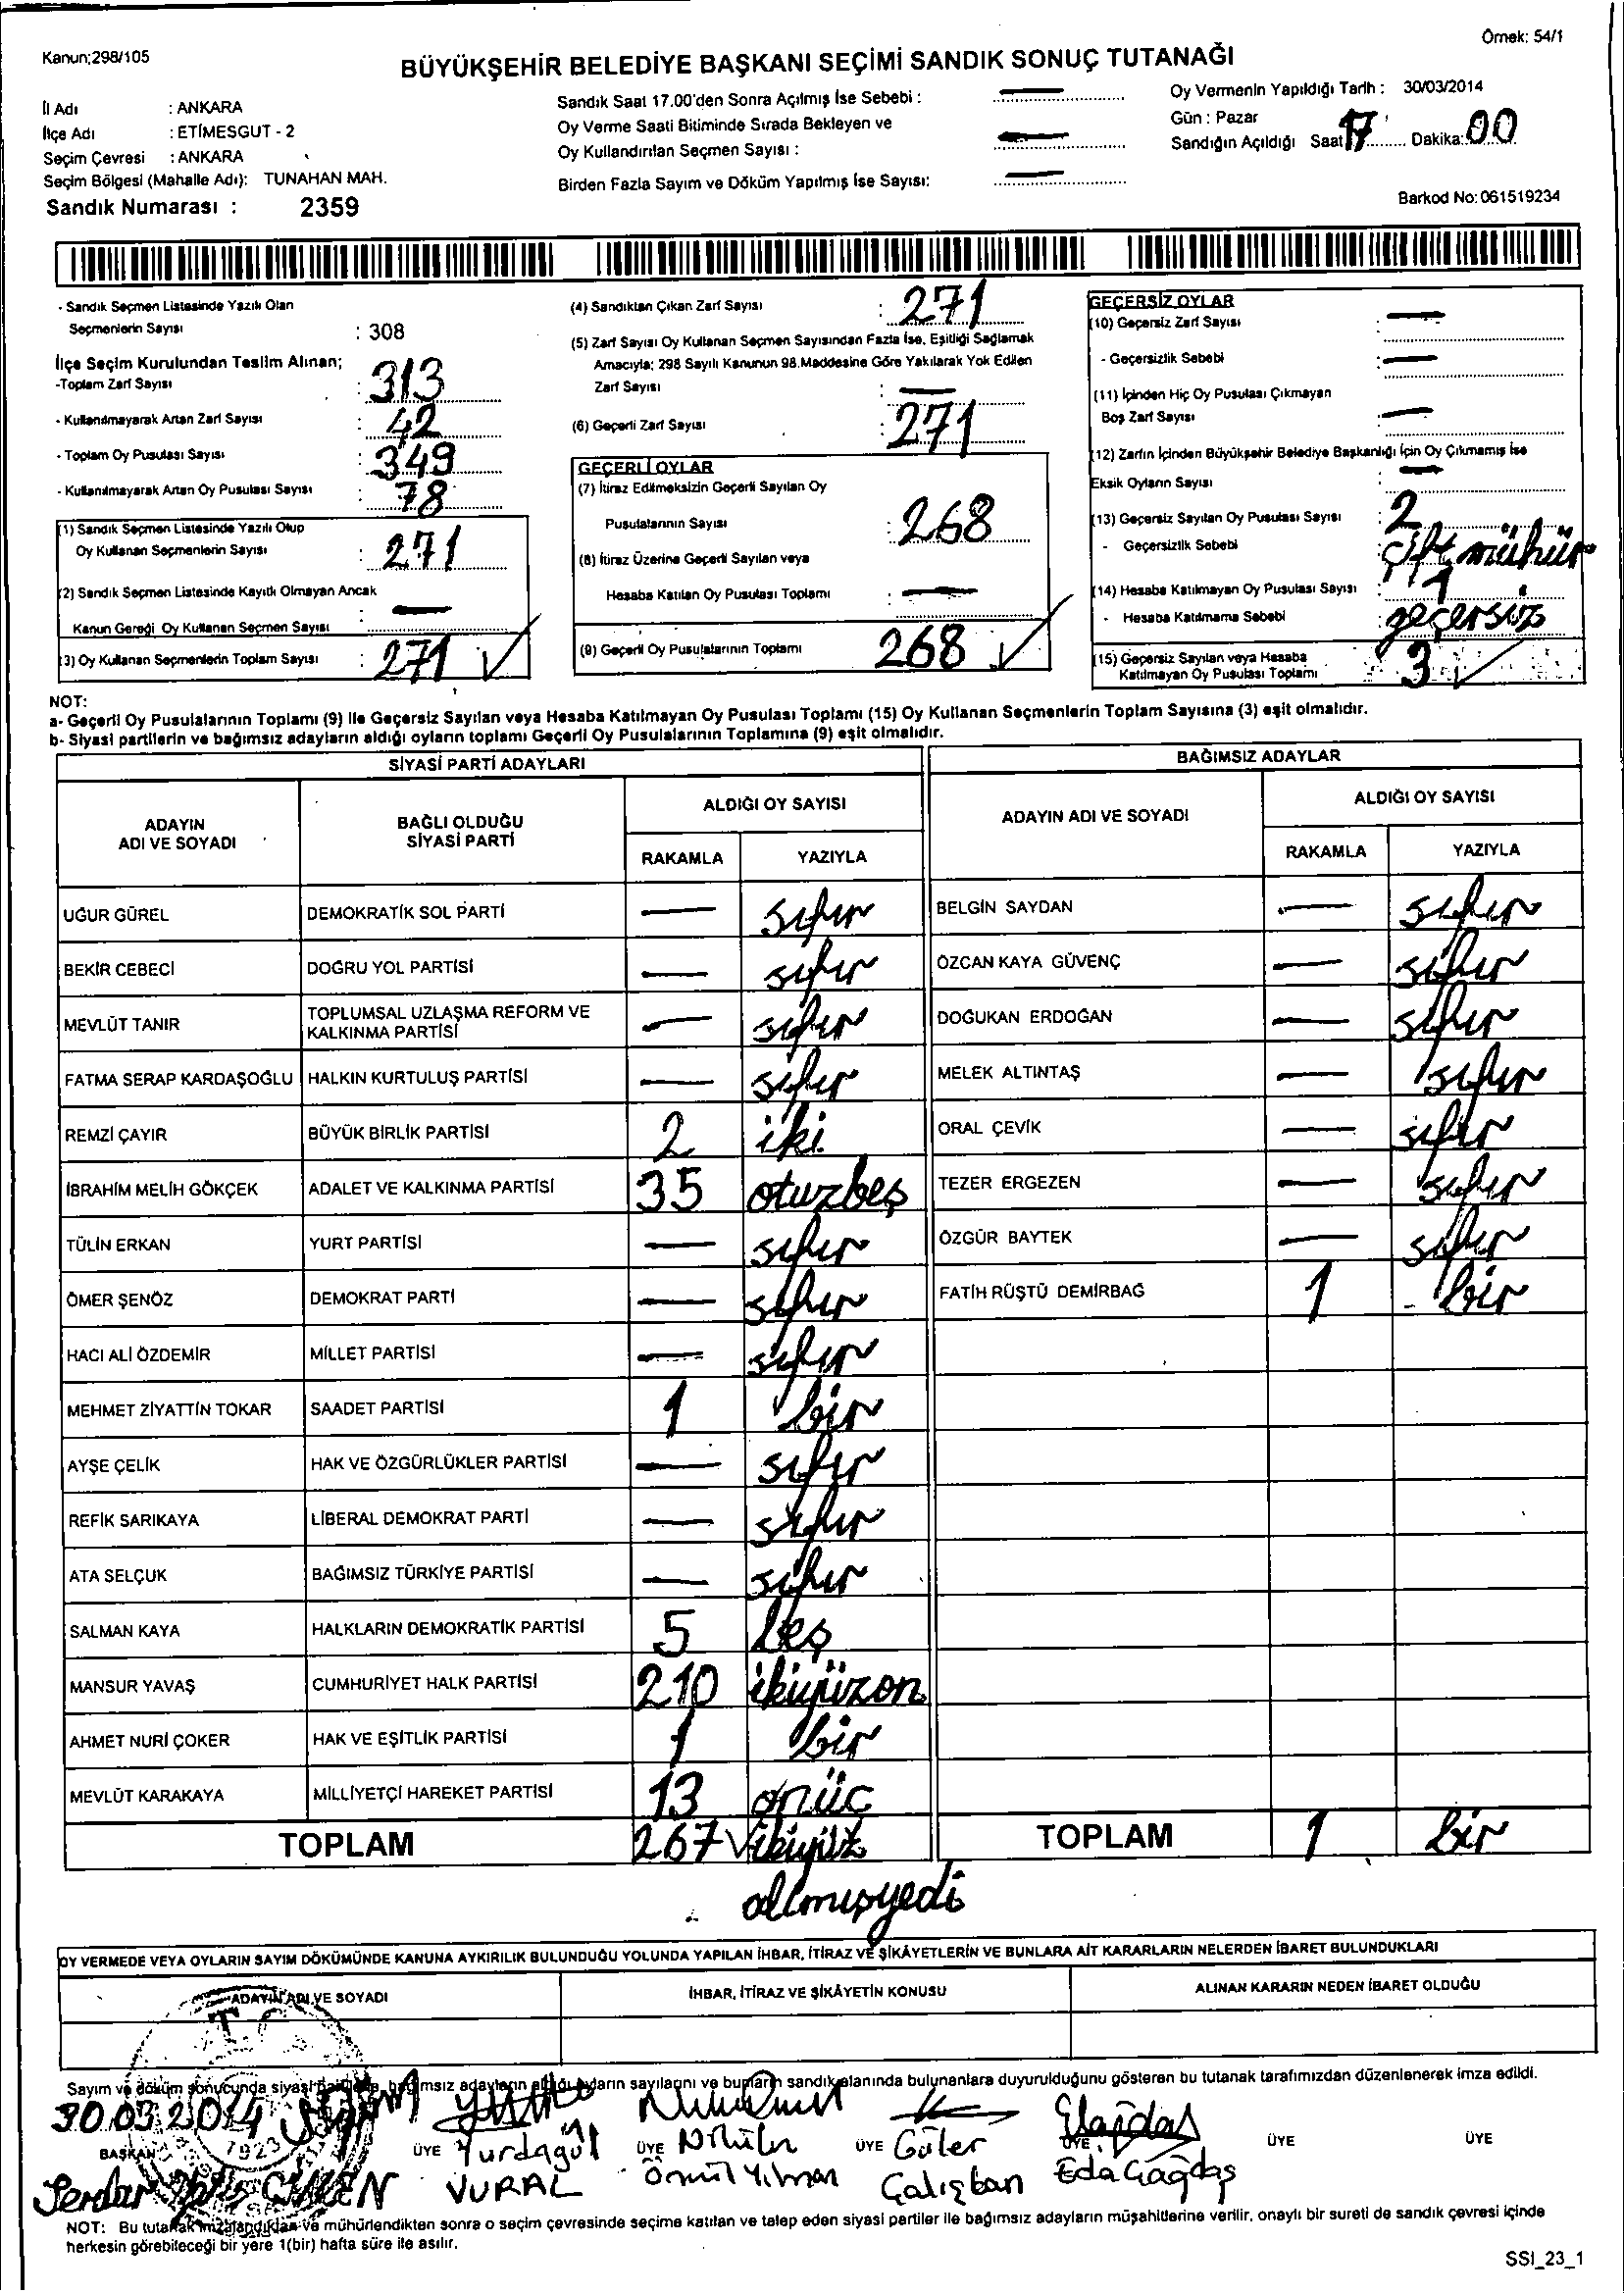 Kanun;298/105
Örnek: 54/1
BÜYÜKŞEHİR BELEDİYE BAŞKANI SEÇİMİ SANDIK SONUÇ TUTANAĞI
İl Adı : ANKARA
İlçe Adı : ETİMESGUT - 2
Seçim Çevresi : ANKARA
Seçim Bölgesi (Mahalle Adı): TUNAHAN MAH.
Sandık Numarası : 2359
Sandık Saat 17.00'den Sonra Açılmış İse Sebebi : —
Oy Verme Saati Bitiminde Sırada Bekleyen ve
Oy Kullandırılan Seçmen Sayısı : —
Birden Fazla Sayım ve Döküm Yapılmış İse Sayısı: —
Oy Vermenin Yapıldığı Tarih : 30/03/2014
Gün : Pazar
Sandığın Açıldığı Saat 17 Dakika: 00
Barkod No: 061519234
- Sandık Seçmen Listesinde Yazılı Olan
Seçmenlerin Sayısı : 308
İlçe Seçim Kurulundan Teslim Alınan;
-Toplam Zarf Sayısı : 313
- Kullanılmayarak Artan Zarf Sayısı : 42
- Toplam Oy Pusulası Sayısı : 349
- Kullanılmayarak Artan Oy Pusulası Sayısı : 78
(1) Sandık Seçmen Listesinde Yazılı Olup
Oy Kullanan Seçmenlerin Sayısı : 271
(2) Sandık Seçmen Listesinde Kayıtlı Olmayan Ancak
Kanun Gereği Oy Kullanan Seçmen Sayısı : —
(3) Oy Kullanan Seçmenlerin Toplam Sayısı : 271 ✓
(4) Sandıktan Çıkan Zarf Sayısı : 271
(5) Zarf Sayısı Oy Kullanan Seçmen Sayısından Fazla İse, Eşitliği Sağlamak
Amacıyla; 298 Sayılı Kanunun 98.Maddesine Göre Yakılarak Yok Edilen
Zarf Sayısı : —
(6) Geçerli Zarf Sayısı : 271
GEÇERLİ OYLAR
(7) İtiraz Edilmeksizin Geçerli Sayılan Oy
Pusulalarının Sayısı : 268
(8) İtiraz Üzerine Geçerli Sayılan veya
Hesaba Katılan Oy Pusulası Toplamı : —
(9) Geçerli Oy Pusulalarının Toplamı 268 ✓
GEÇERSİZ OYLAR
(10) Geçersiz Zarf Sayısı : —
- Geçersizlik Sebebi : —
(11) İçinden Hiç Oy Pusulası Çıkmayan
Boş Zarf Sayısı : —
(12) Zarfın İçinden Büyükşehir Belediye Başkanlığı İçin Oy Çıkmamış İse
Eksik Oyların Sayısı : —
(13) Geçersiz Sayılan Oy Pusulası Sayısı : 2
- Geçersizlik Sebebi : Çift mühür
(14) Hesaba Katılmayan Oy Pusulası Sayısı : 1
- Hesaba Katılmama Sebebi : geçersiz
(15) Geçersiz Sayılan veya Hesaba
Katılmayan Oy Pusulası Toplamı : 3 ✓
NOT:
a- Geçerli Oy Pusulalarının Toplamı (9) ile Geçersiz Sayılan veya Hesaba Katılmayan Oy Pusulası Toplamı (15) Oy Kullanan Seçmenlerin Toplam Sayısına (3) eşit olmalıdır.
b- Siyasi partilerin ve bağımsız adayların aldığı oyların toplamı Geçerli Oy Pusulalarının Toplamına (9) eşit olmalıdır.
SİYASİ PARTİ ADAYLARI
ADAYIN ADI VE SOYADI
BAĞLI OLDUĞU SİYASİ PARTİ
ALDIĞI OY SAYISI
RAKAMLA YAZIYLA
UĞUR GÜREL DEMOKRATİK SOL PARTİ — sıfır
BEKİR CEBECİ DOĞRU YOL PARTİSİ — sıfır
MEVLÜT TANIR TOPLUMSAL UZLAŞMA REFORM VE KALKINMA PARTİSİ — sıfır
FATMA SERAP KARDAŞOĞLU HALKIN KURTULUŞ PARTİSİ — sıfır
REMZİ ÇAYIR BÜYÜK BİRLİK PARTİSİ 2 iki
İBRAHİM MELİH GÖKÇEK ADALET VE KALKINMA PARTİSİ 35 otuzbeş
TÜLİN ERKAN YURT PARTİSİ — sıfır
ÖMER ŞENÖZ DEMOKRAT PARTİ — sıfır
HACI ALİ ÖZDEMİR MİLLET PARTİSİ — sıfır
MEHMET ZİYATTİN TOKAR SAADET PARTİSİ 1 bir
AYŞE ÇELİK HAK VE ÖZGÜRLÜKLER PARTİSİ — sıfır
REFİK SARIKAYA LİBERAL DEMOKRAT PARTİ — sıfır
ATA SELÇUK BAĞIMSIZ TÜRKİYE PARTİSİ — sıfır
SALMAN KAYA HALKLARIN DEMOKRATİK PARTİSİ 5 beş
MANSUR YAVAŞ CUMHURİYET HALK PARTİSİ 210 ikiyüzon
AHMET NURİ ÇOKER HAK VE EŞİTLİK PARTİSİ 1 bir
MEVLÜT KARAKAYA MİLLİYETÇİ HAREKET PARTİSİ 13 onüç
TOPLAM 267 ✓ ikiyüz
altmışyedi
BAĞIMSIZ ADAYLAR
ADAYIN ADI VE SOYADI
ALDIĞI OY SAYISI
RAKAMLA YAZIYLA
BELGİN SAYDAN — sıfır
ÖZCAN KAYA GÜVENÇ — sıfır
DOĞUKAN ERDOĞAN — sıfır
MELEK ALTINTAŞ — sıfır
ORAL ÇEVİK — sıfır
TEZER ERGEZEN — sıfır
ÖZGÜR BAYTEK — sıfır
FATİH RÜŞTÜ DEMİRBAĞ 1 bir
TOPLAM 1 bir
OY VERMEDE VEYA OYLARIN SAYIM DÖKÜMÜNDE KANUNA AYKIRILIK BULUNDUĞU YOLUNDA YAPILAN İHBAR, İTİRAZ VE ŞİKÂYETLERİN VE BUNLARA AİT KARARLARIN NELERDEN İBARET BULUNDUKLARI
ADAYIN ADI VE SOYADI
İHBAR, İTİRAZ VE ŞİKÂYETİN KONUSU
ALINAN KARARIN NEDEN İBARET OLDUĞU
T.C.
Sayım ve döküm sonucunda siyasi bağımsız adayların aldığı oyların sayılarını ve bunların sandık alanında bulunanlara duyurulduğunu gösteren bu tutanak tarafımızdan düzenlenerek imza edildi.
30.03.2014
1923
BAŞKAN ÜYE ÜYE ÜYE ÜYE ÜYE ÜYE
Serdar
Yurdagül VURAL
Nilüfer Önül Yılman
Güler Çalışkan
Eda Çağdaş
NOT: Bu tutanak imzalandıktan ve mühürlendikten sonra o seçim çevresinde seçime katılan ve talep eden siyasi partiler ile bağımsız adayların müşahitlerine verilir, onaylı bir sureti de sandık çevresi içinde
herkesin görebileceği bir yere 1(bir) hafta süre ile asılır.
SSI_23_1